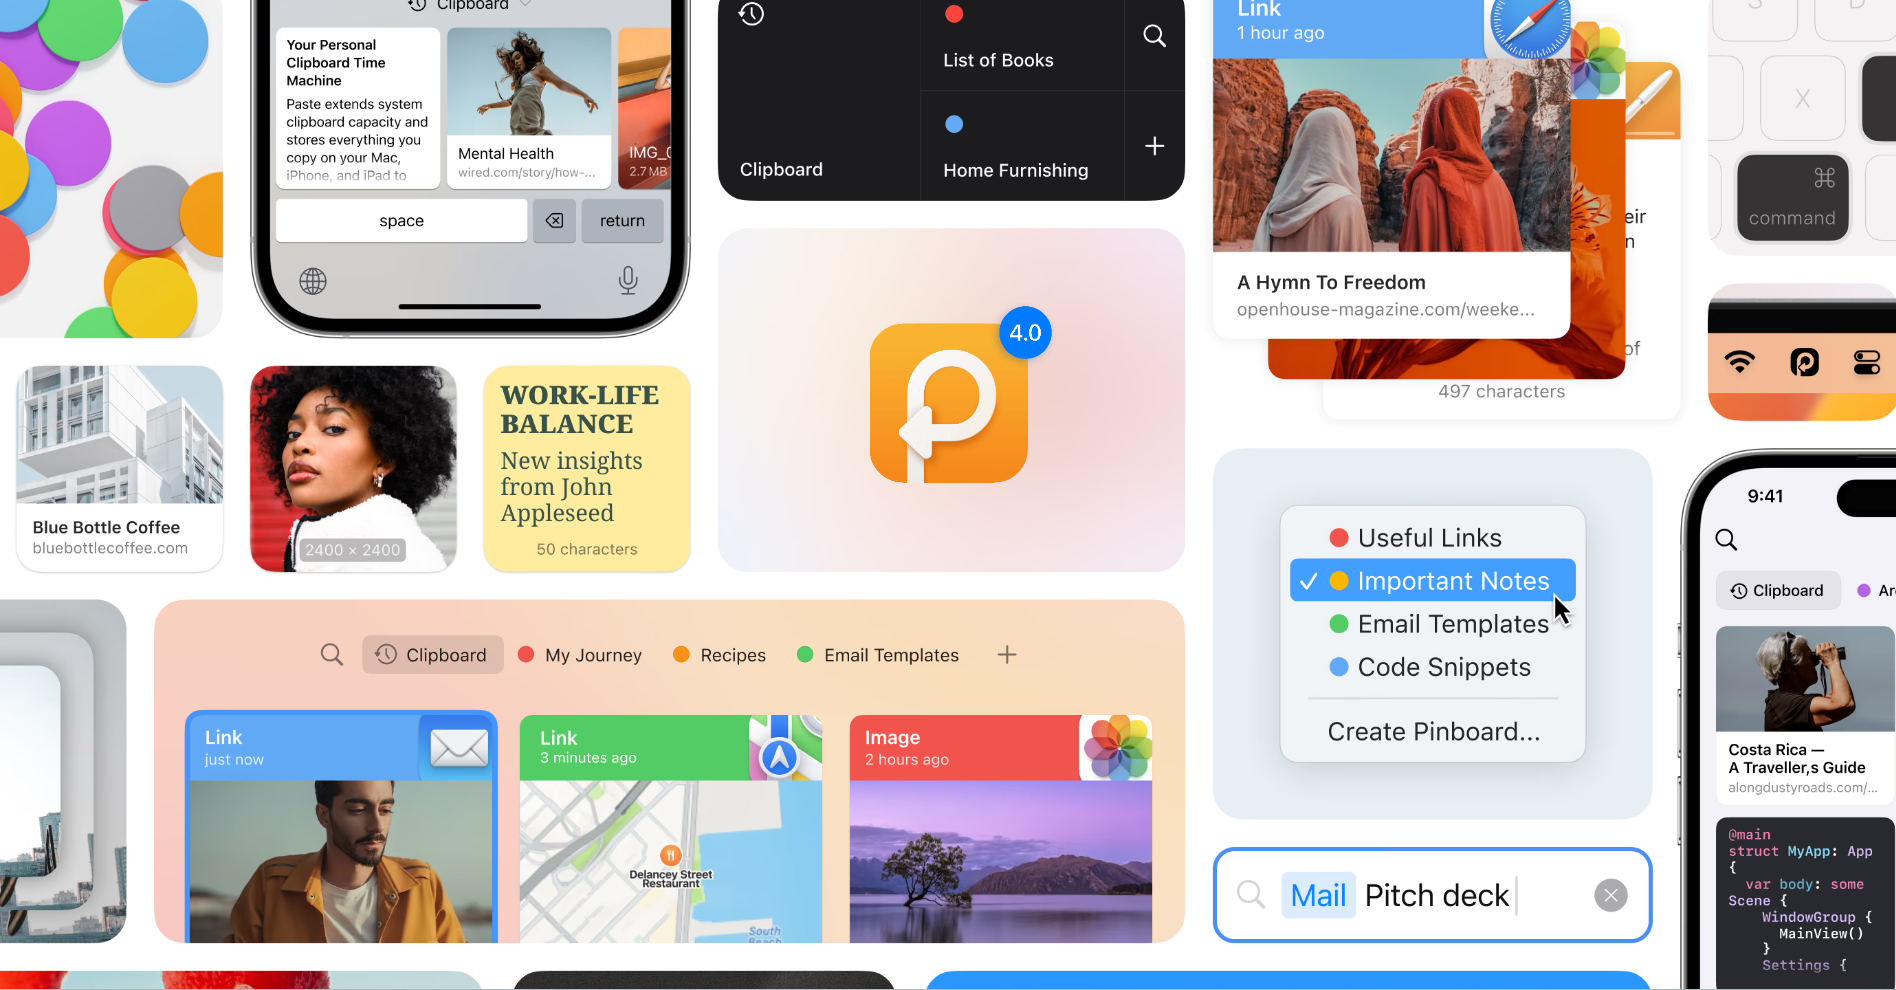 Clipboard
Your Personal
Clipboard Time
Machine
Paste extends system
clipboard capacity and
stores everything you
copy on your Mac,
iPhone, and iPad to
Mental Health
wired.com/story/how-...
2.7 MB
space
return
List of Books
Clipboard
Home Furnishing
Link
1 hour ago
A Hymn To Freedom
openhouse-magazine.com/weeke...
eir
n
of
497 characters
S
D
X
⌘
command
4.0
Blue Bottle Coffee
bluebottlecoffee.com
2400 × 2400
WORK-LIFE
BALANCE
New insights
from John
Appleseed
50 characters
Useful Links
✓ Important Notes
Email Templates
Code Snippets
Create Pinboard...
9:41
Clipboard
Costa Rica —
A Traveller,s Guide
alongdustyroads.com/...
@main
struct MyApp: App
{
var body: some
Scene {
WindowGroup {
MainView()
}
Settings {
Clipboard
My Journey
Recipes
Email Templates
Link
just now
Link
3 minutes ago
Image
2 hours ago
Delancey Street
Restaurant
South
Mail Pitch deck